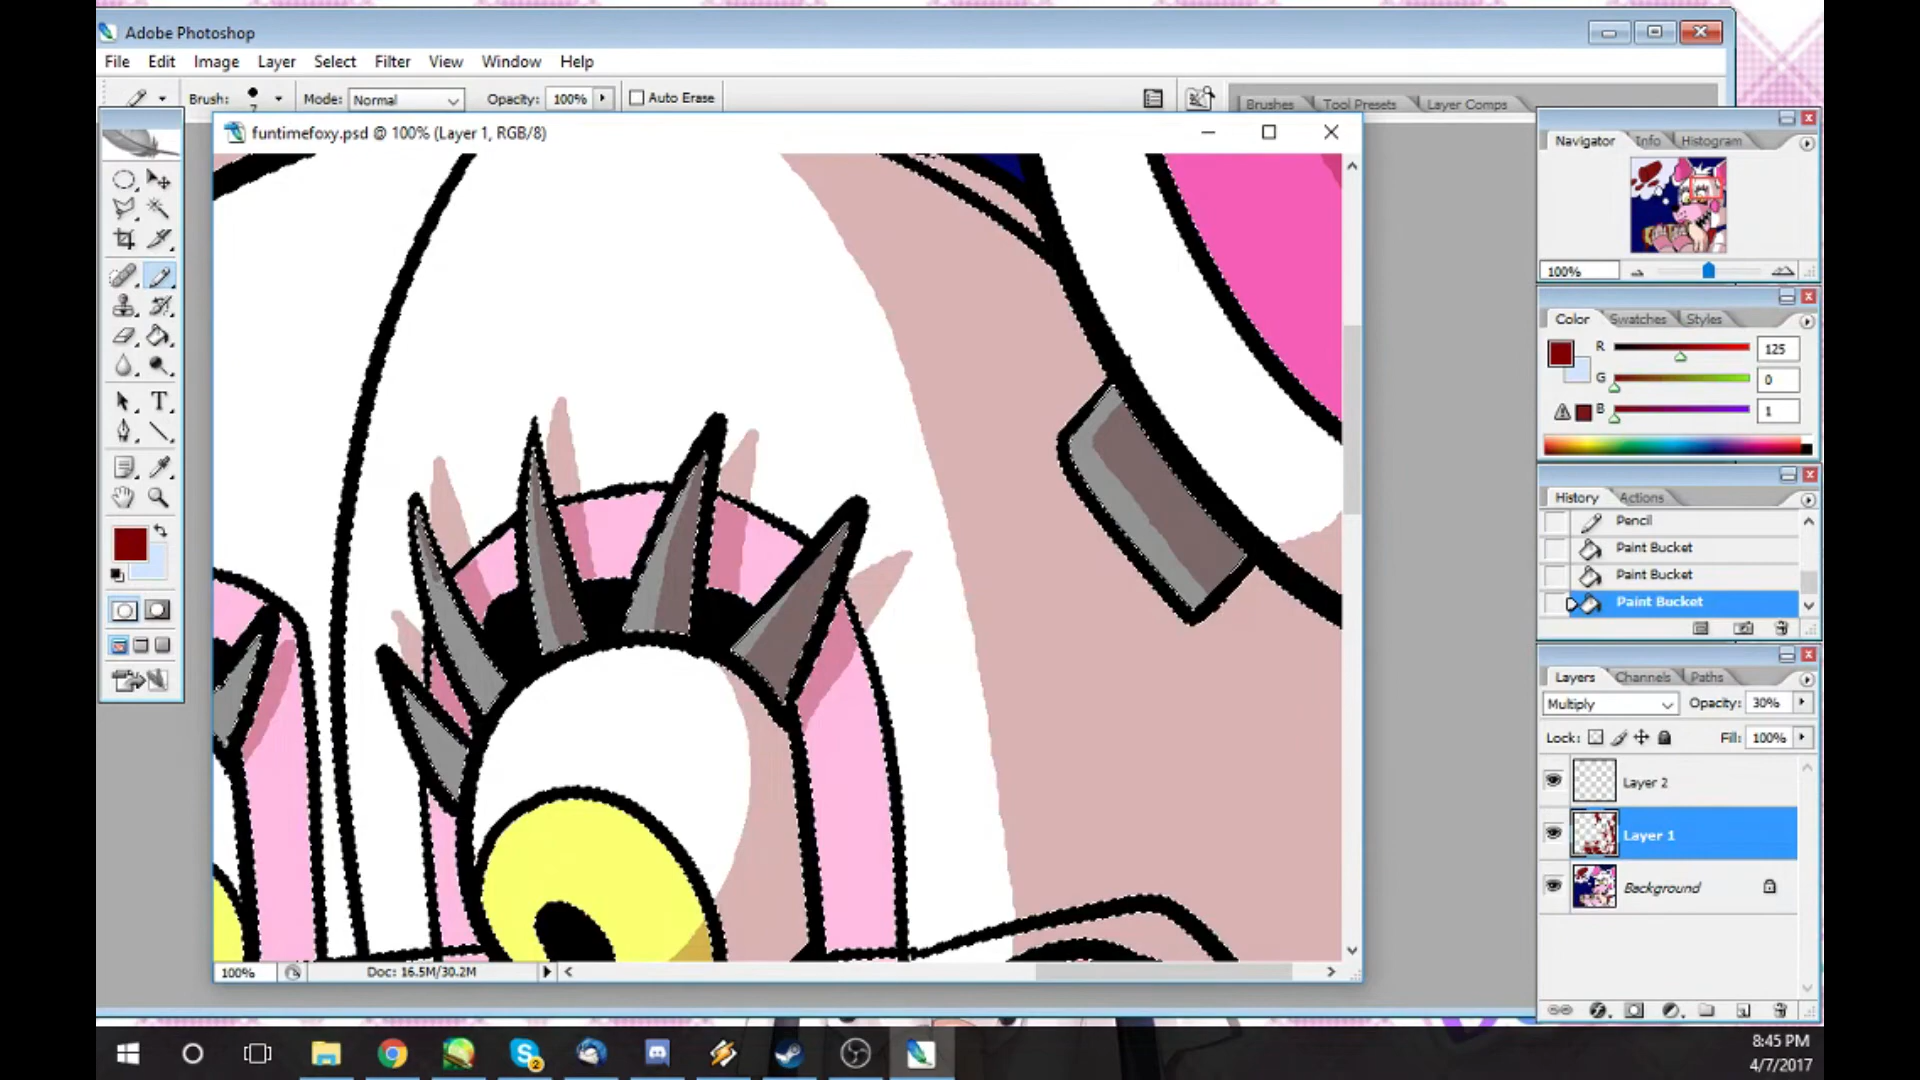 Adobe Photoshop
File Edit Image Layer Select Filter View Window Help
Brush: 7 Mode: Normal Opacity: 100% Auto Erase
Brushes Tool Presets Layer Comps
funtimefoxy.psd @ 100% (Layer 1, RGB/8)
Navigator Info Histogram
100%
Color Swatches Styles
R 125
G 0
B 1
History Actions
Pencil
Paint Bucket
Paint Bucket
Paint Bucket
Layers Channels Paths
Multiply Opacity: 30%
Lock: Fill: 100%
Layer 2
Layer 1
Background
100% Doc: 16.5M/30.2M
2
8:45 PM
4/7/2017